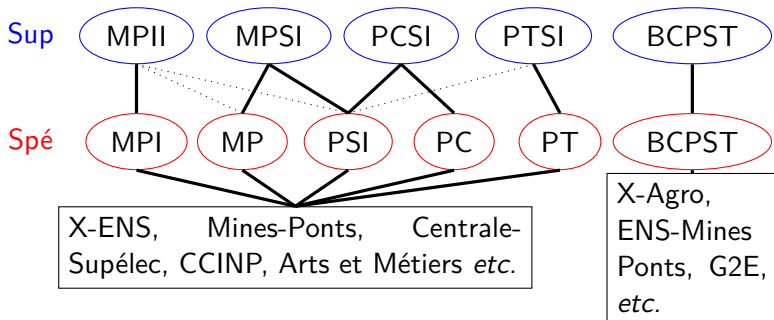 Sup MPII MPSI PCSI PTSI BCPST
Spé MPI MP PSI PC PT BCPST
X-ENS, Mines-Ponts, Centrale-
Supélec, CCINP, Arts et Métiers etc.
X-Agro,
ENS-Mines
Ponts, G2E,
etc.